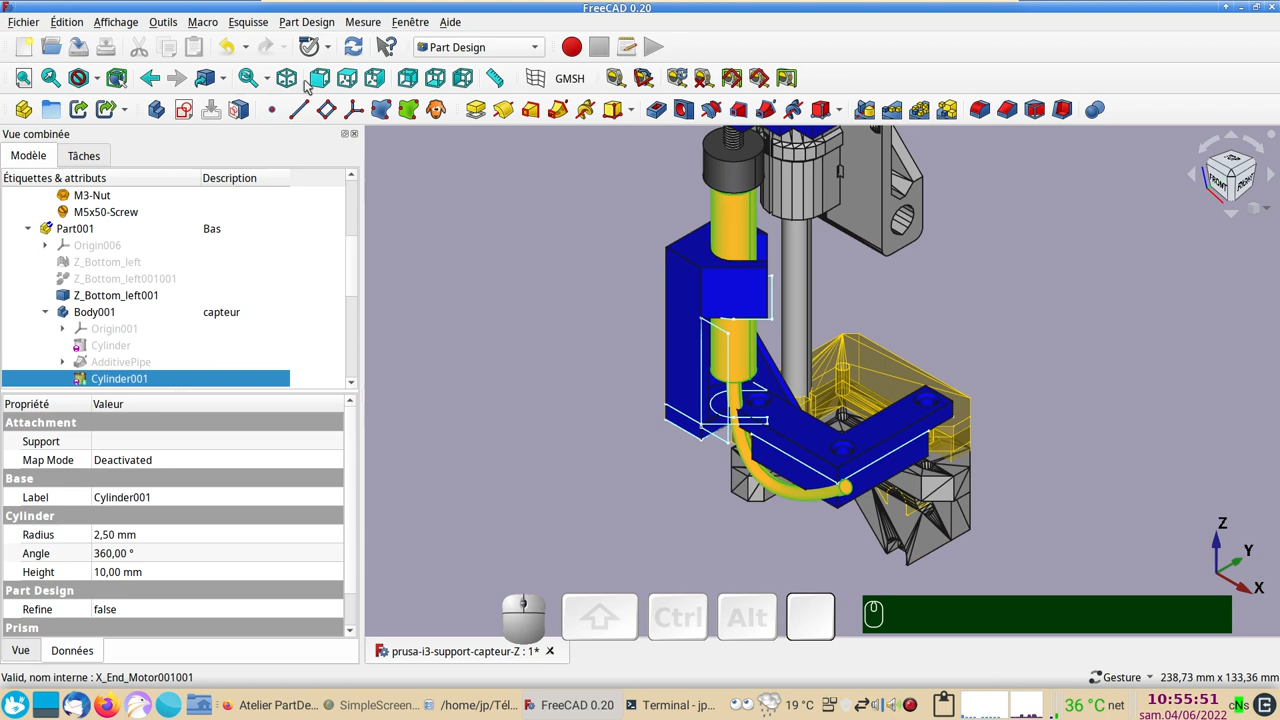 FreeCAD 0.20
Fichier Édition Affichage Outils Macro Esquisse Part Design Mesure Fenêtre Aide
Part Design
GMSH
Vue combinée
Modèle Tâches
Étiquettes & attributs Description
M3-Nut
M5x50-Screw
Part001 Bas
Origin006
Z_Bottom_left
Z_Bottom_left001001
Z_Bottom_left001
Body001 capteur
Origin001
Cylinder
AdditivePipe
Cylinder001
Propriété Valeur
Attachment
Support
Map Mode Deactivated
Base
Label Cylinder001
Cylinder
Radius 2,50 mm
Angle 360,00 °
Height 10,00 mm
Part Design
Refine false
Prism
Vue Données
FRONT RIGHT
Z
Y
X
Ctrl Alt
prusa-i3-support-capteur-Z : 1*
Valid, nom interne : X_End_Motor001001
Gesture 238,73 mm x 133,36 mm
Atelier PartDe... SimpleScreen... /home/jp/Tél... FreeCAD 0.20 Terminal - jp... 19 °C 36 °C net
10:55:51
sam.04/06/2022